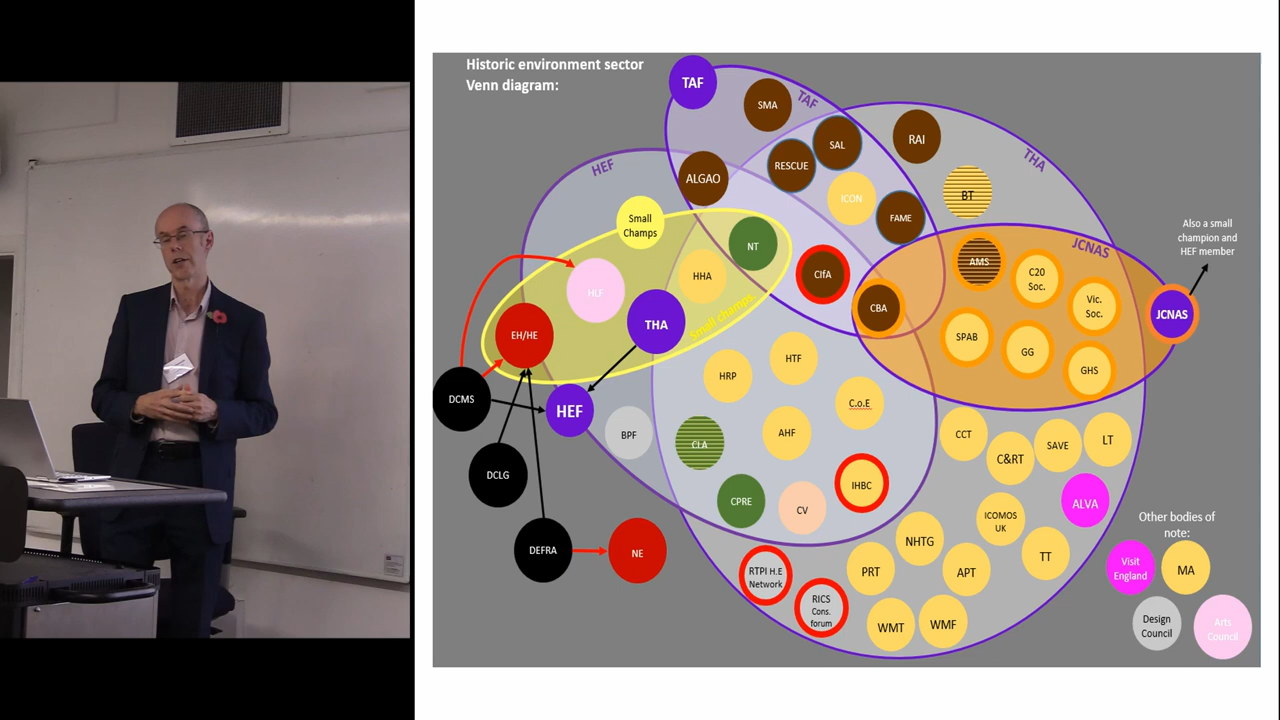 Historic environment sector
Venn diagram:
TAF
TAF
SMA
SAL
RAI
THA
HEF
RESCUE
ALGAO
ICON
BT
FAME
Small
Champs
NT
JCNAS
Also a small
champion and
HEF member
HLF
HHA
CIfA
AMS
C20
Soc.
CBA
Vic.
Soc.
JCNAS
EH/HE
THA
Small champs.
SPAB
GG
GHS
HTF
HRP
DCMS
HEF
C.o.E
BPF
CLA
AHF
CCT
C&RT
SAVE
LT
DCLG
IHBC
CPRE
CV
ALVA
ICOMOS
UK
Other bodies of
note:
DEFRA
NE
NHTG
TT
RTPI H.E
Network
PRT
APT
Visit
England
MA
RICS
Cons.
forum
WMT
WMF
Design
Council
Arts
Council